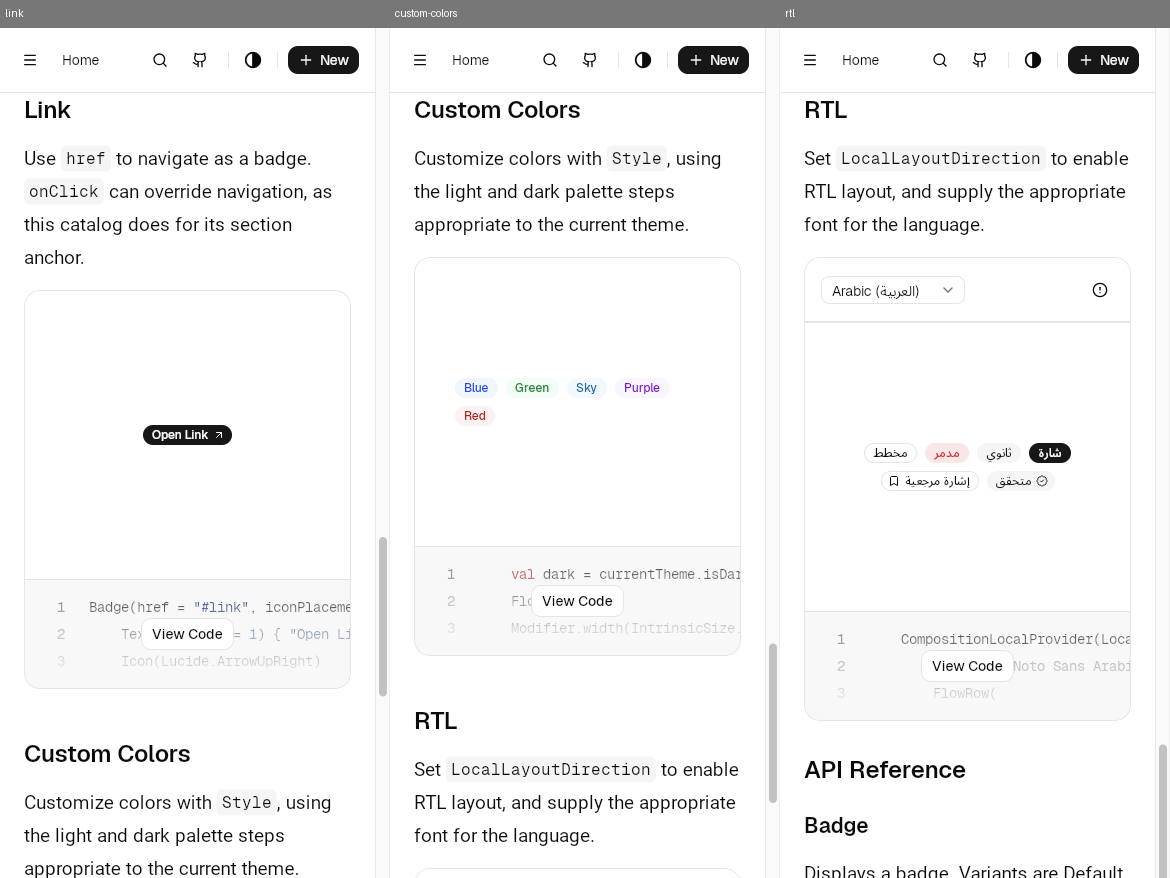 link
Home
New
Link
Use href to navigate as a badge.
onClick can override navigation, as
this catalog does for its section
anchor.
Open Link
1 Badge(href = "#link", iconPlaceme
2 = 1) { "Open Li
View Code
3 Icon(Lucide.ArrowUpRight)
Custom Colors
Customize colors with Style, using
the light and dark palette steps
appropriate to the current theme.
custom-colors
Home
New
Custom Colors
Customize colors with Style, using
the light and dark palette steps
appropriate to the current theme.
Blue Green Sky Purple
Red
1 val dark = currentTheme.isDar
2 Flo
View Code
3 Modifier.width(IntrinsicSize.
RTL
Set LocalLayoutDirection to enable
RTL layout, and supply the appropriate
font for the language.
rtl
Home
New
RTL
Set LocalLayoutDirection to enable
RTL layout, and supply the appropriate
font for the language.
Arabic (العربية)
شارة ثانوي مدمر مخطط
متحقق إشارة مرجعية
1 CompositionLocalProvider(Loca
2 Noto Sans Arabi
View Code
3 FlowRow(
API Reference
Badge
Displays a badge. Variants are Default,